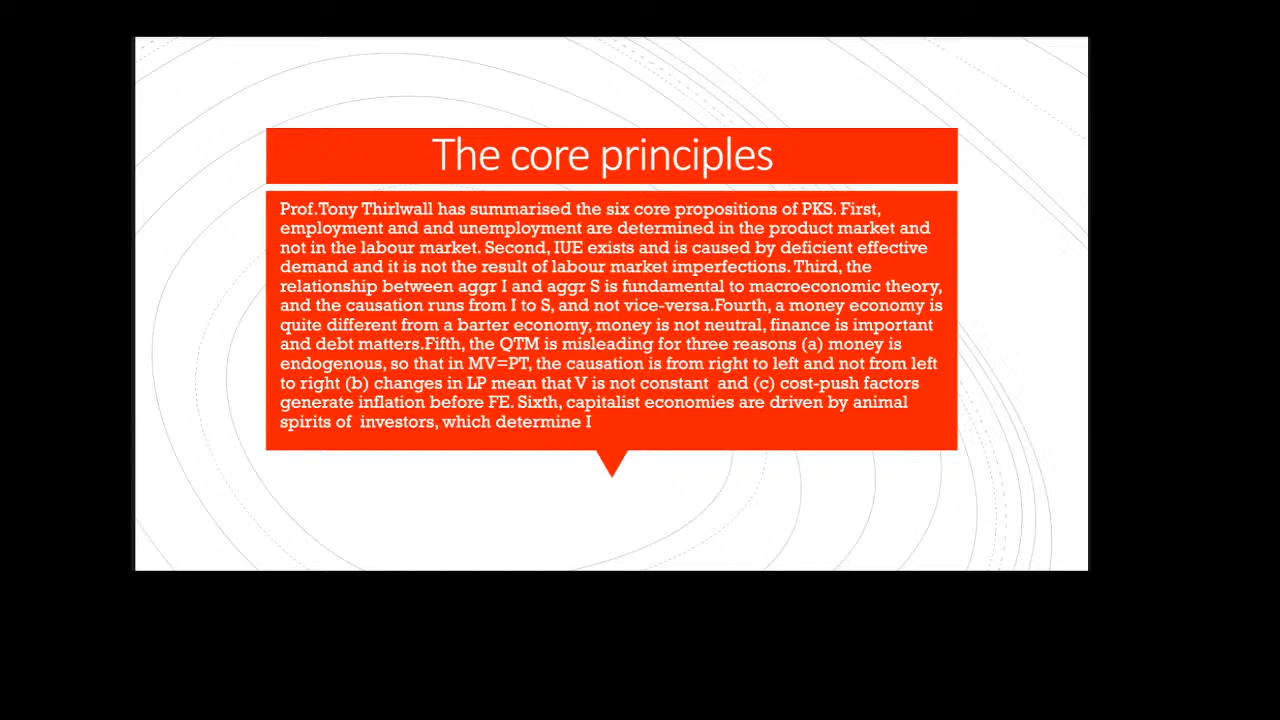 The core principles
Prof.Tony Thirlwall has summarised the six core propositions of PKS. First,
employment and and unemployment are determined in the product market and
not in the labour market. Second, IUE exists and is caused by deficient effective
demand and it is not the result of labour market imperfections. Third, the
relationship between aggr I and aggr S is fundamental to macroeconomic theory,
and the causation runs from I to S, and not vice-versa.Fourth, a money economy is
quite different from a barter economy, money is not neutral, finance is important
and debt matters.Fifth, the QTM is misleading for three reasons (a) money is
endogenous, so that in MV=PT, the causation is from right to left and not from left
to right (b) changes in LP mean that V is not constant and (c) cost-push factors
generate inflation before FE. Sixth, capitalist economies are driven by animal
spirits of investors, which determine I